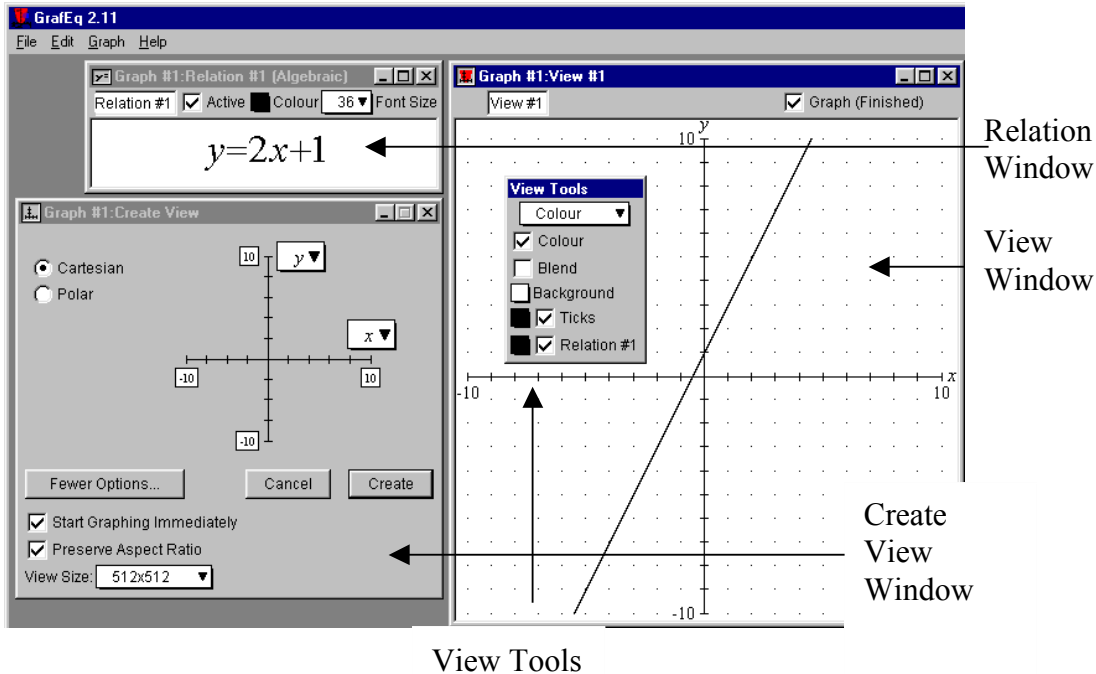 GrafEq 2.11
File Edit Graph Help
Graph #1:Relation #1 (Algebraic)
Relation #1 Active Colour 36 Font Size
y=2x+1
Graph #1:Create View
Cartesian
Polar
10 y
x
-10 10
-10
Fewer Options... Cancel Create
Start Graphing Immediately
Preserve Aspect Ratio
View Size: 512x512
Graph #1:View #1
View #1 Graph (Finished)
10 y
View Tools
Colour
Colour
Blend
Background
Ticks
Relation #1
x
-10 10
-10
Relation
Window
View
Window
Create
View
Window
View Tools